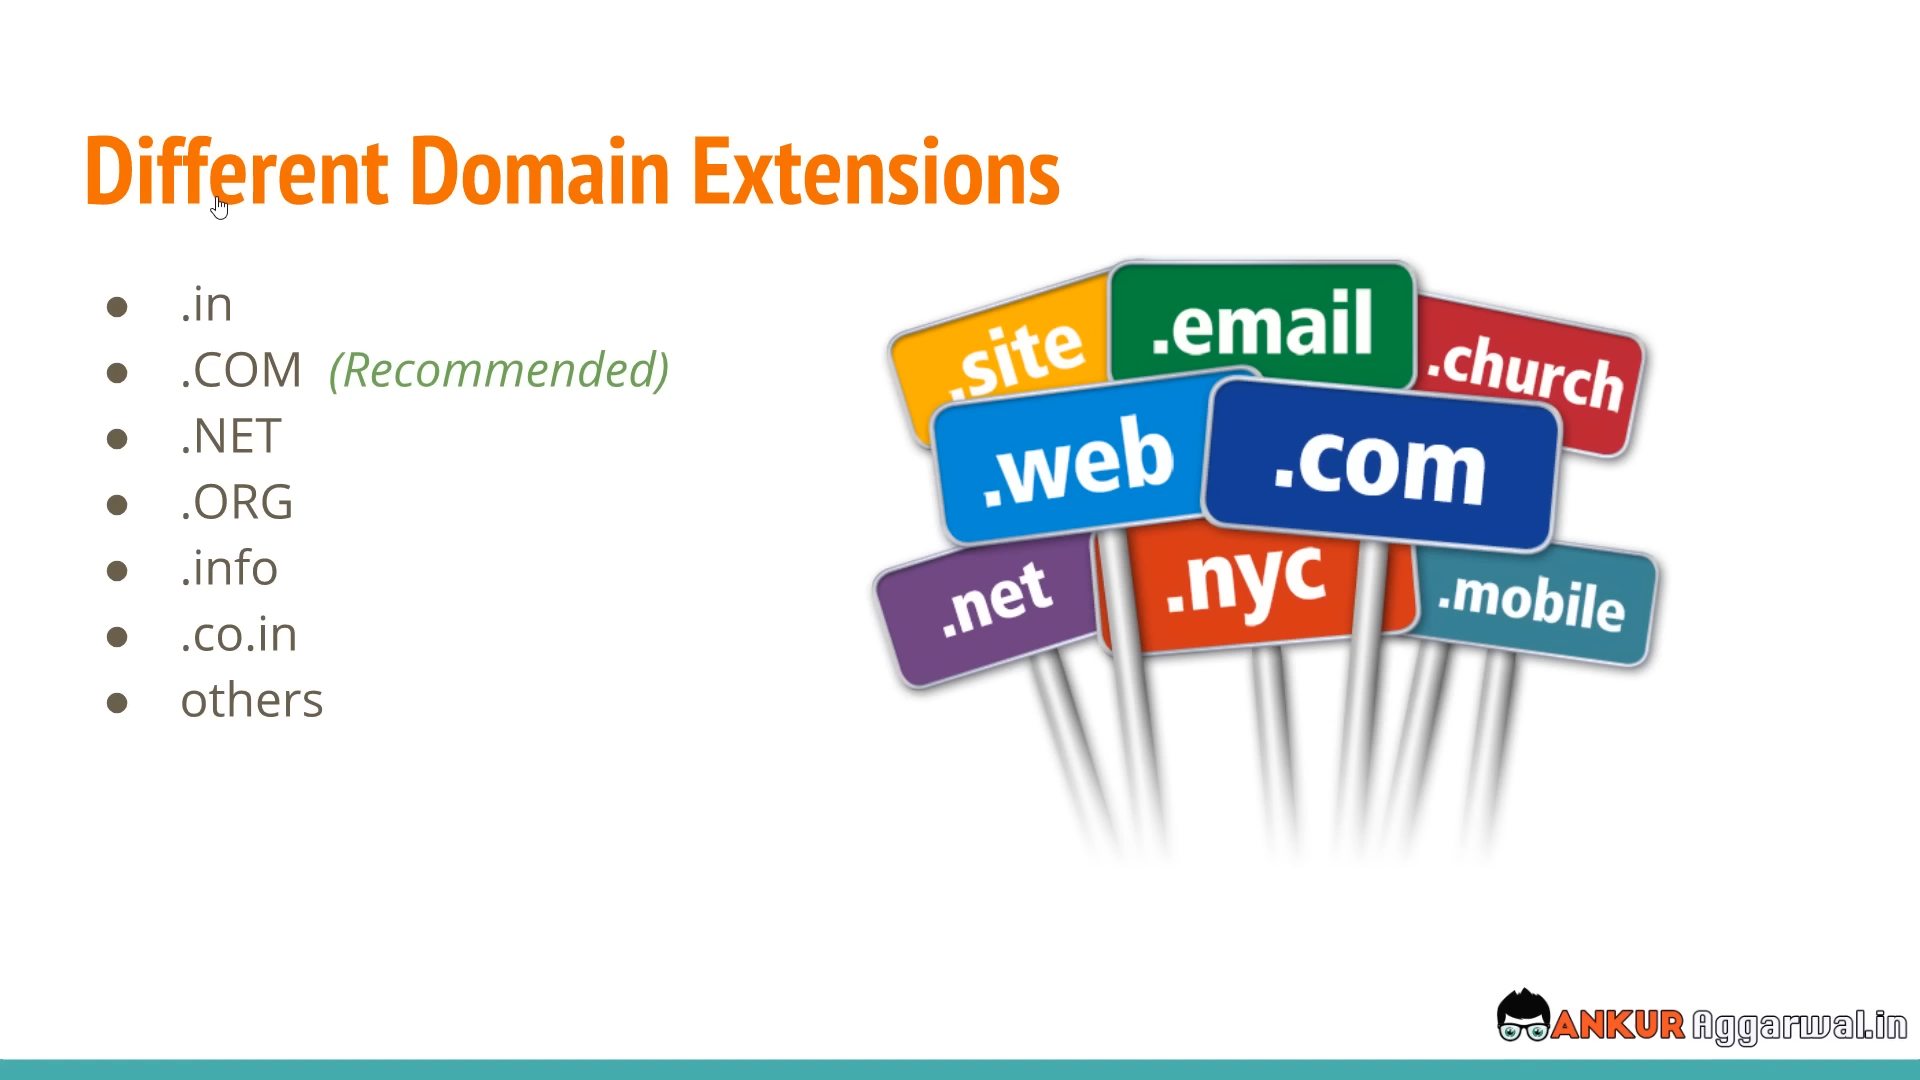 Different Domain Extensions
.in
.COM (Recommended)
.NET
.ORG
.info
.co.in
others
.site
.email
.church
.web
.com
.net
.nyc
.mobile
ANKUR Aggarwal.in